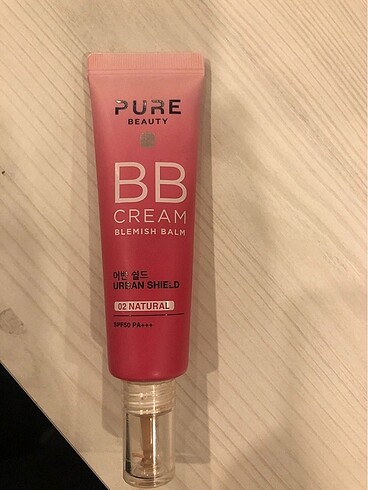 PURE
BEAUTY
BB
CREAM
BLEMISH BALM
어반 쉴드
URBAN SHIELD
02 NATURAL
SPF50 PA+++